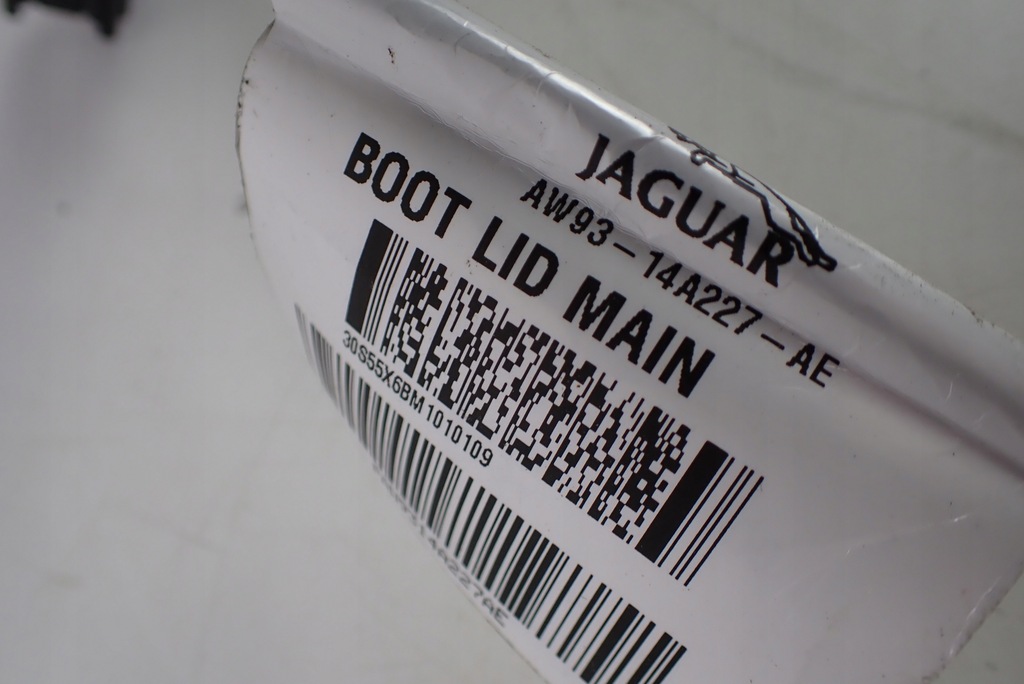 JAGUAR
AW93-14A227-AE
BOOT LID MAIN
30S55X6BM1010109